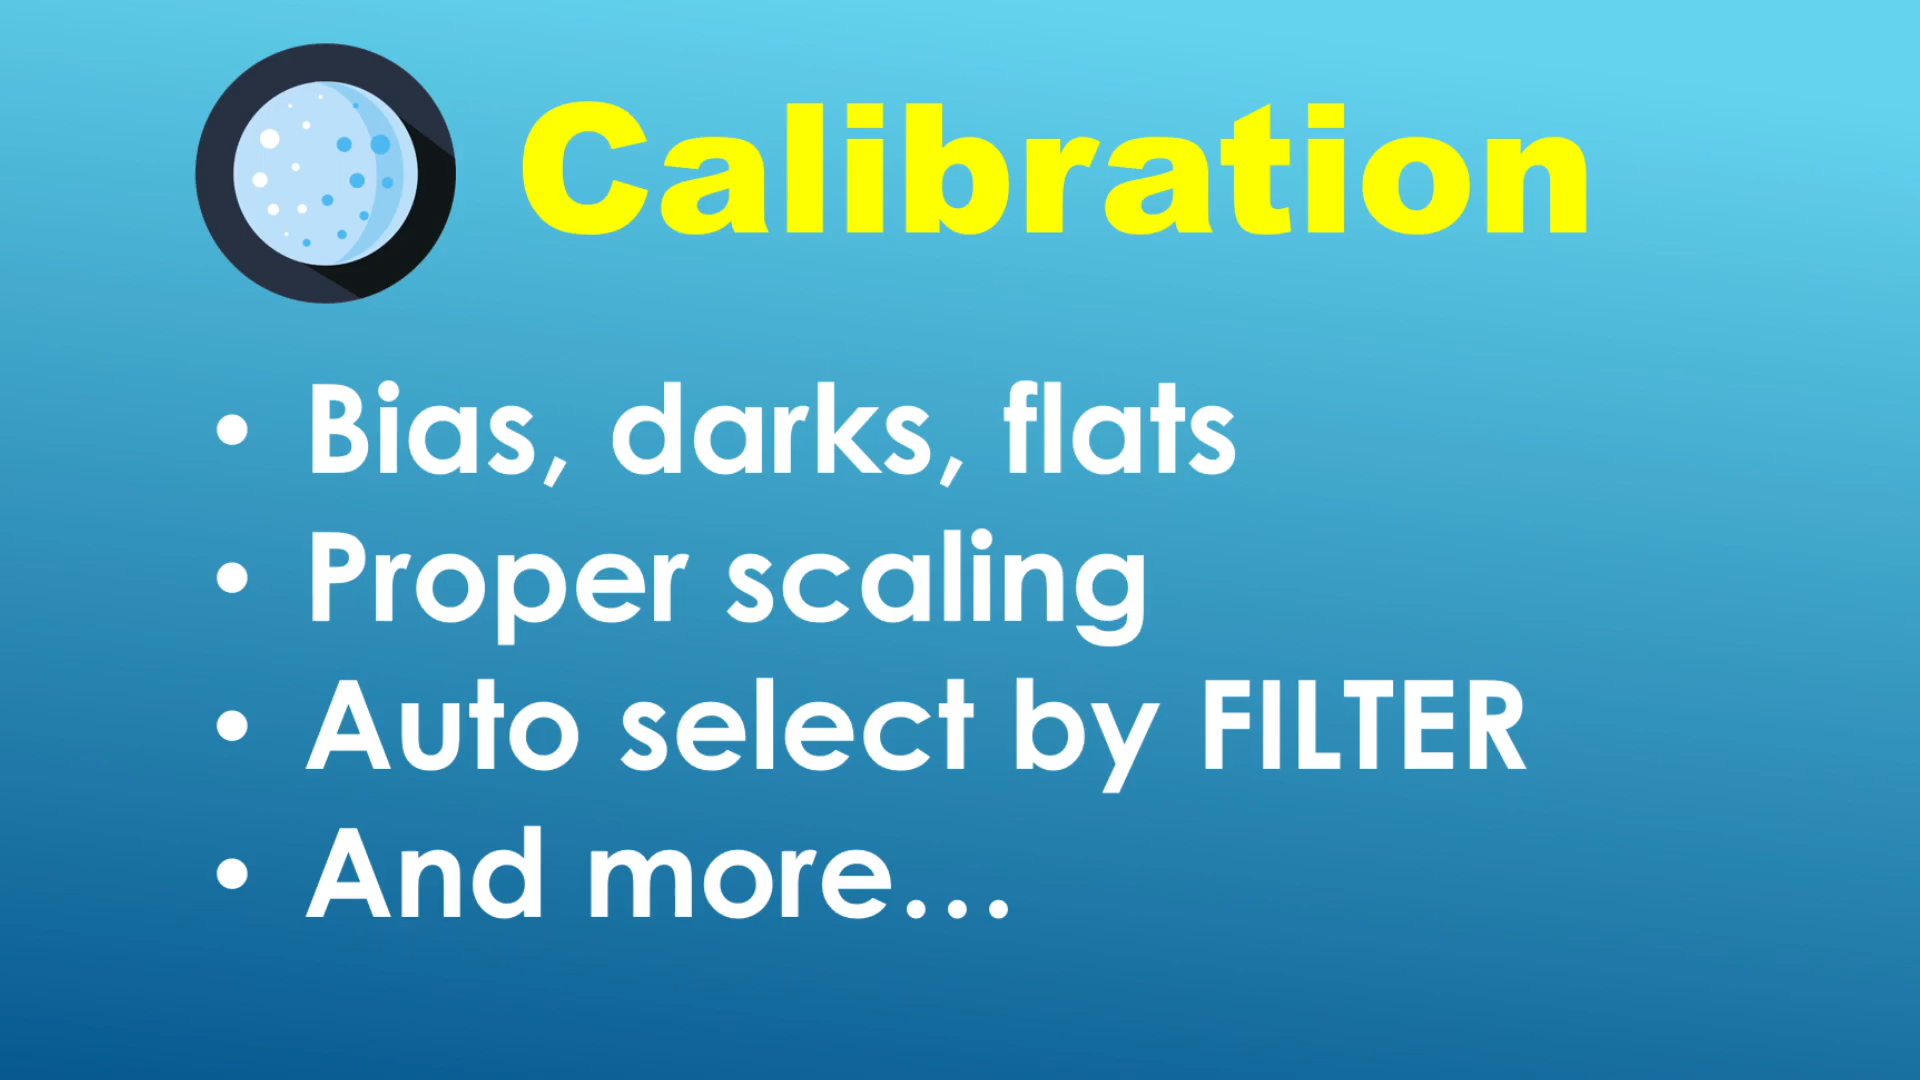 Calibration
• Bias, darks, flats
• Proper scaling
• Auto select by FILTER
• And more...